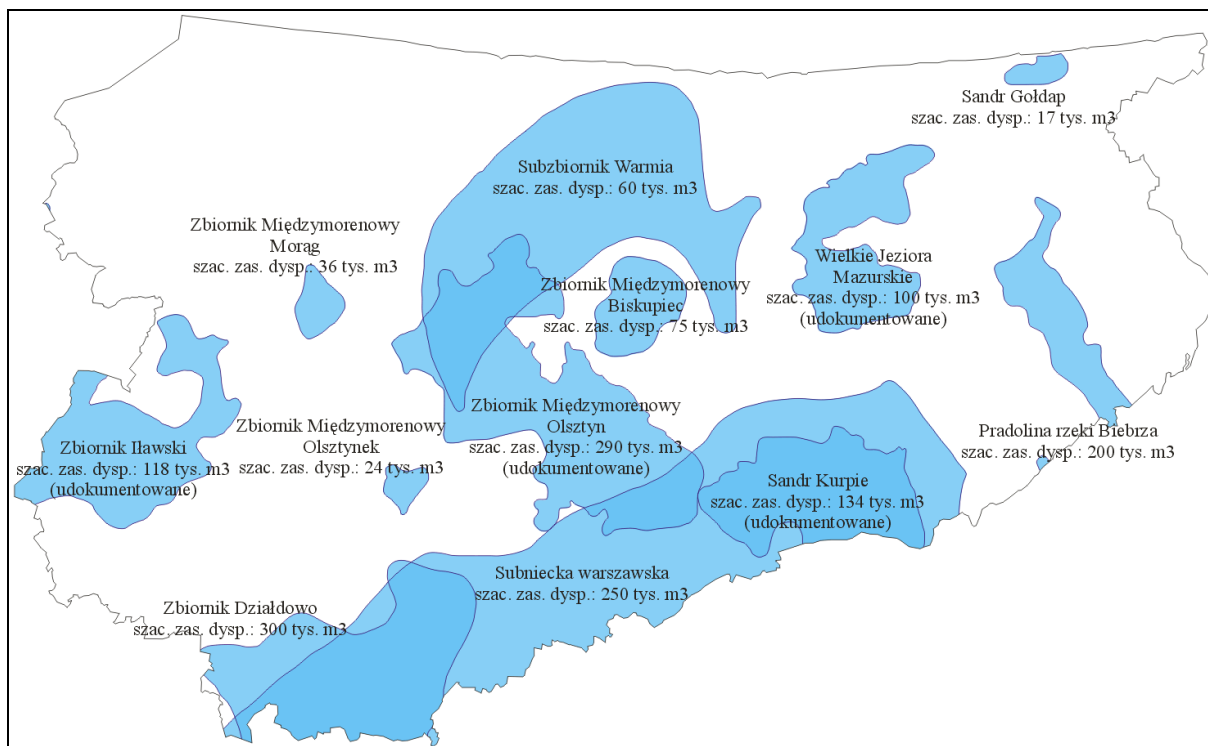 Sandr Gołdap
szac. zas. dysp.: 17 tys. m3
Subzbiornik Warmia
szac. zas. dysp.: 60 tys. m3
Zbiornik Międzymorenowy
Morąg
szac. zas. dysp.: 36 tys. m3
Zbiornik Międzymorenowy
Biskupiec
szac. zas. dysp.: 75 tys. m3
Wielkie Jeziora
Mazurskie
szac. zas. dysp.: 100 tys. m3
(udokumentowane)
Zbiornik Iławski
szac. zas. dysp.: 118 tys. m3
(udokumentowane)
Zbiornik Międzymorenowy
Olsztynek
szac. zas. dysp.: 24 tys. m3
Zbiornik Międzymorenowy
Olsztyn
szac. zas. dysp.: 290 tys. m3
(udokumentowane)
Sandr Kurpie
szac. zas. dysp.: 134 tys. m3
(udokumentowane)
Pradolina rzeki Biebrza
szac. zas. dysp.: 200 tys. m3
Subniecka warszawska
szac. zas. dysp.: 250 tys. m3
Zbiornik Działdowo
szac. zas. dysp.: 300 tys. m3